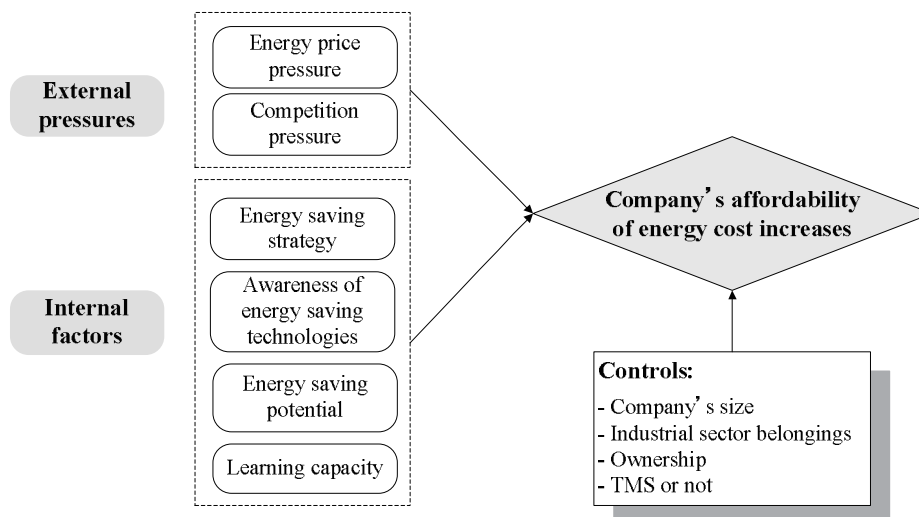 External
pressures
Energy price
pressure
Competition
pressure
Internal
factors
Energy saving
strategy
Awareness of
energy saving
technologies
Energy saving
potential
Learning capacity
Company’s affordability
of energy cost increases
Controls:
- Company’s size
- Industrial sector belongings
- Ownership
- TMS or not